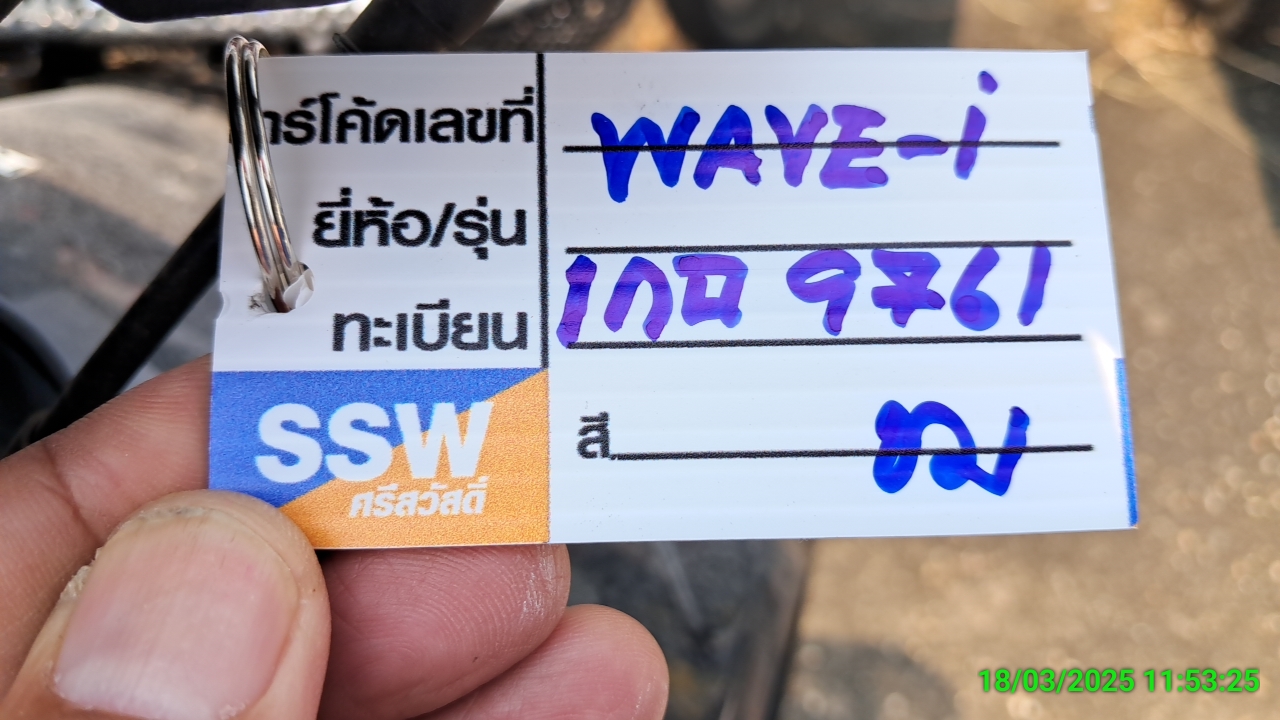 าร์โค้ดเลขที่ WAVE-i
ยี่ห้อ/รุ่น
ทะเบียน 1กฆ 9761
SSW
ศรีสวัสดิ์
สี
18/03/2025 11:53:25